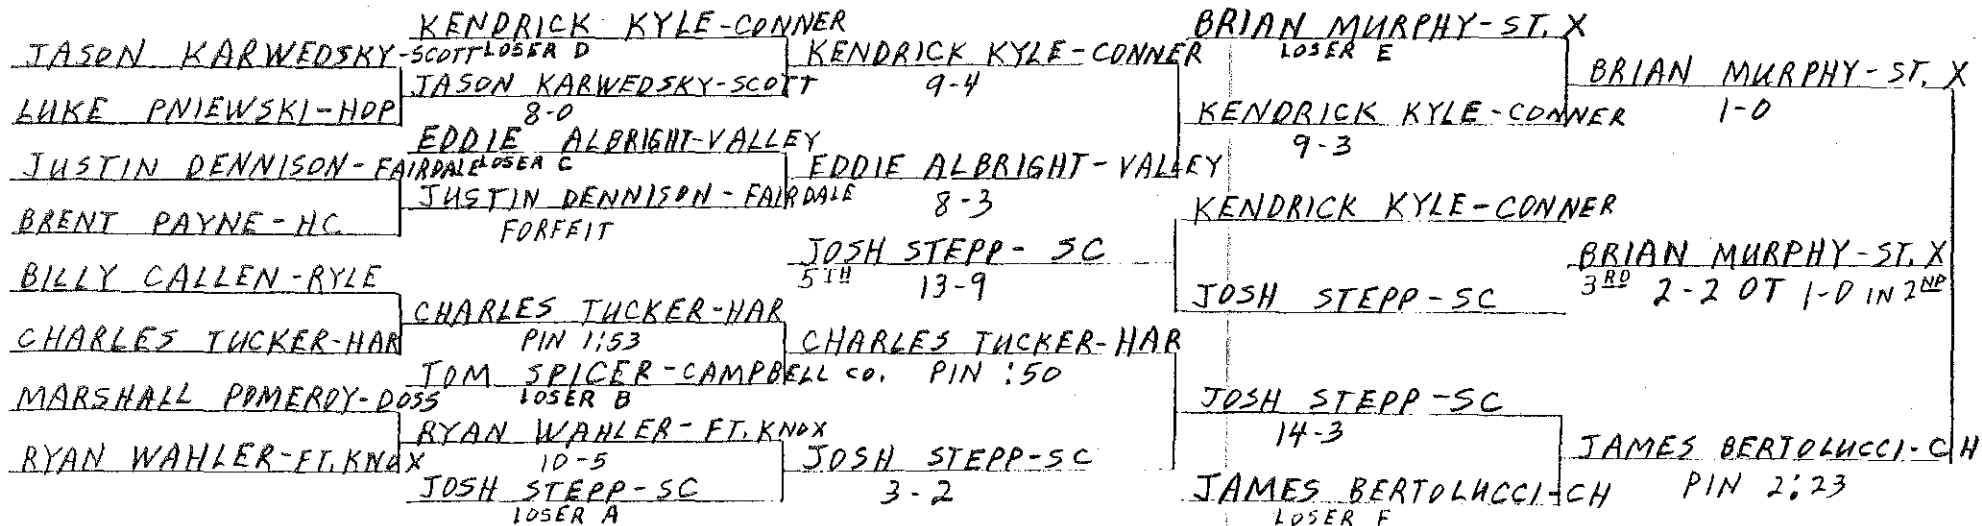 JASON KARWEDSKY-SCOTT
LUKE PNIEWSKI-HOP
JUSTIN DENNISON-FAIRDALE
BRENT PAYNE-HC
BILLY CALLEN-RYLE
CHARLES TUCKER-HAR
MARSHALL POMEROY-DOSS
RYAN WAHLER-FT.KNOX
KENDRICK KYLE-CONNER
LOSER D
JASON KARWEDSKY-SCOTT
8-0
EDDIE ALBRIGHT-VALLEY
LOSER C
JUSTIN DENNISON-FAIRDALE
FORFEIT
CHARLES TUCKER-HAR
PIN 1:53
TOM SPICER-CAMPBELL CO.
LOSER B
RYAN WAHLER-FT.KNOX
10-5
JOSH STEPP-SC
LOSER A
KENDRICK KYLE-CONNER
9-4
EDDIE ALBRIGHT-VALLEY
8-3
JOSH STEPP-SC
5TH 13-9
CHARLES TUCKER-HAR
PIN :50
JOSH STEPP-SC
3-2
BRIAN MURPHY-ST. X
LOSER E
KENDRICK KYLE-CONNER
9-3
KENDRICK KYLE-CONNER
JOSH STEPP-SC
JOSH STEPP-SC
14-3
JAMES BERTOLUCCI-CH
LOSER F
BRIAN MURPHY-ST. X
1-0
BRIAN MURPHY-ST. X
3RD 2-2 OT 1-0 IN 2ND
JAMES BERTOLUCCI-CH
PIN 2:23